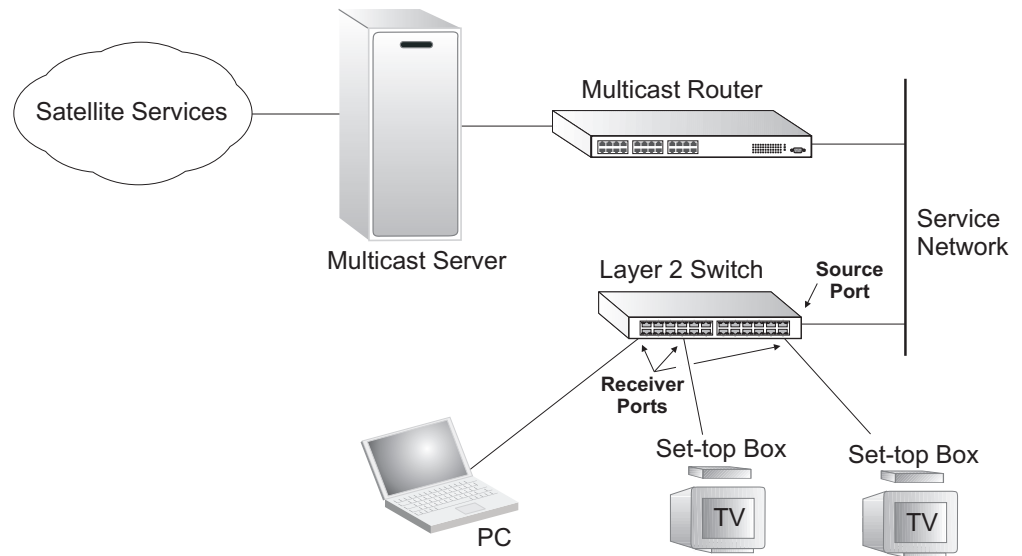 Satellite Services
Multicast Router
Multicast Server
Service
Network
Layer 2 Switch
Source
Port
Receiver
Ports
Set-top Box
Set-top Box
TV
TV
PC